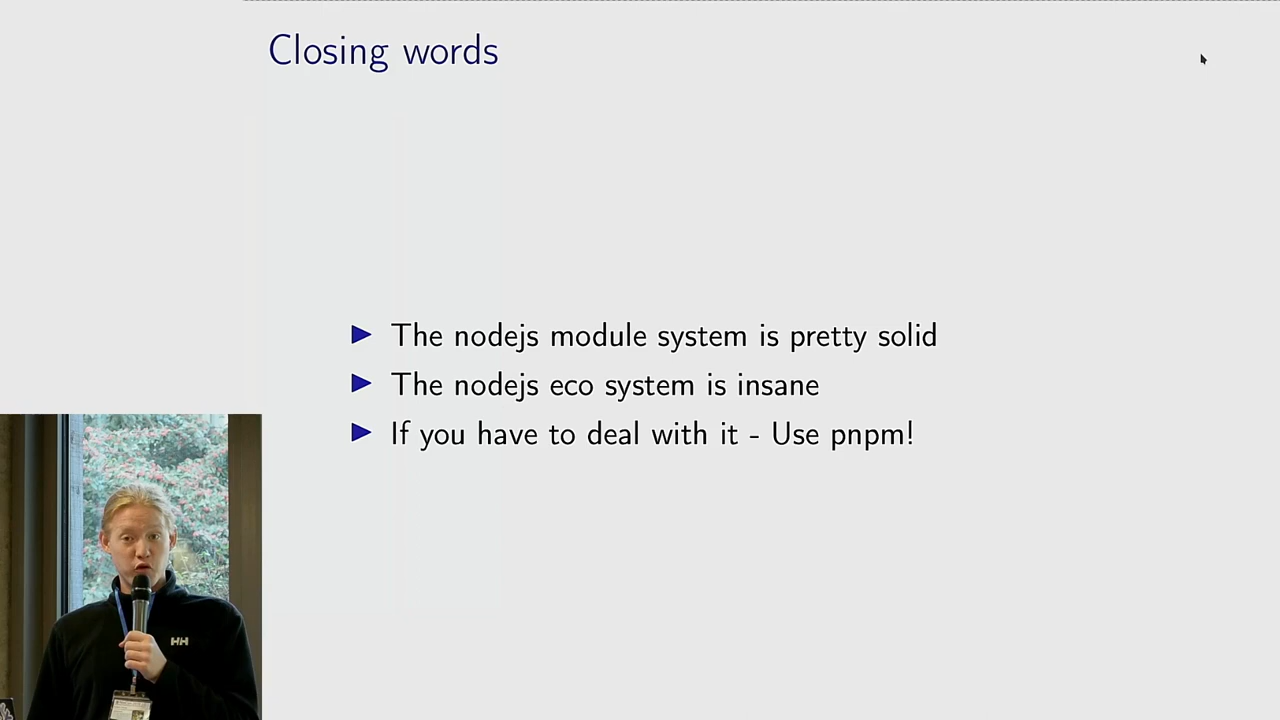 Closing words
The nodejs module system is pretty solid
The nodejs eco system is insane
If you have to deal with it - Use pnpm!
HH